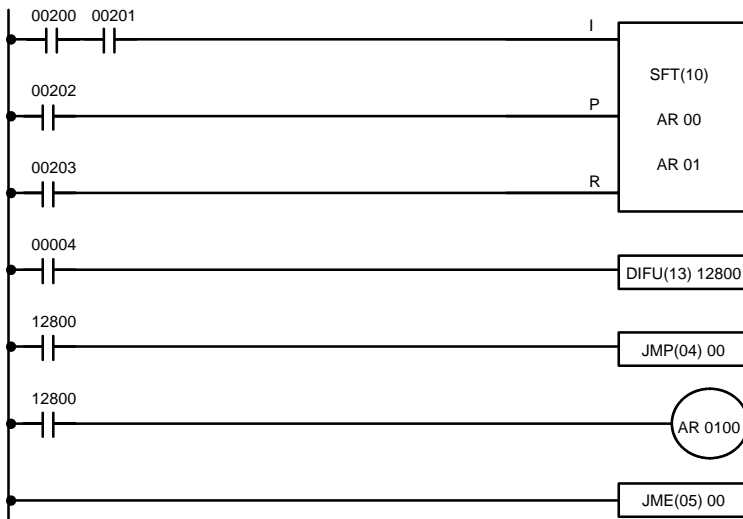 00200 00201
I
SFT(10)
00202
P
AR 00
AR 01
00203
R
00004
DIFU(13) 12800
12800
JMP(04) 00
12800
AR 0100
JME(05) 00